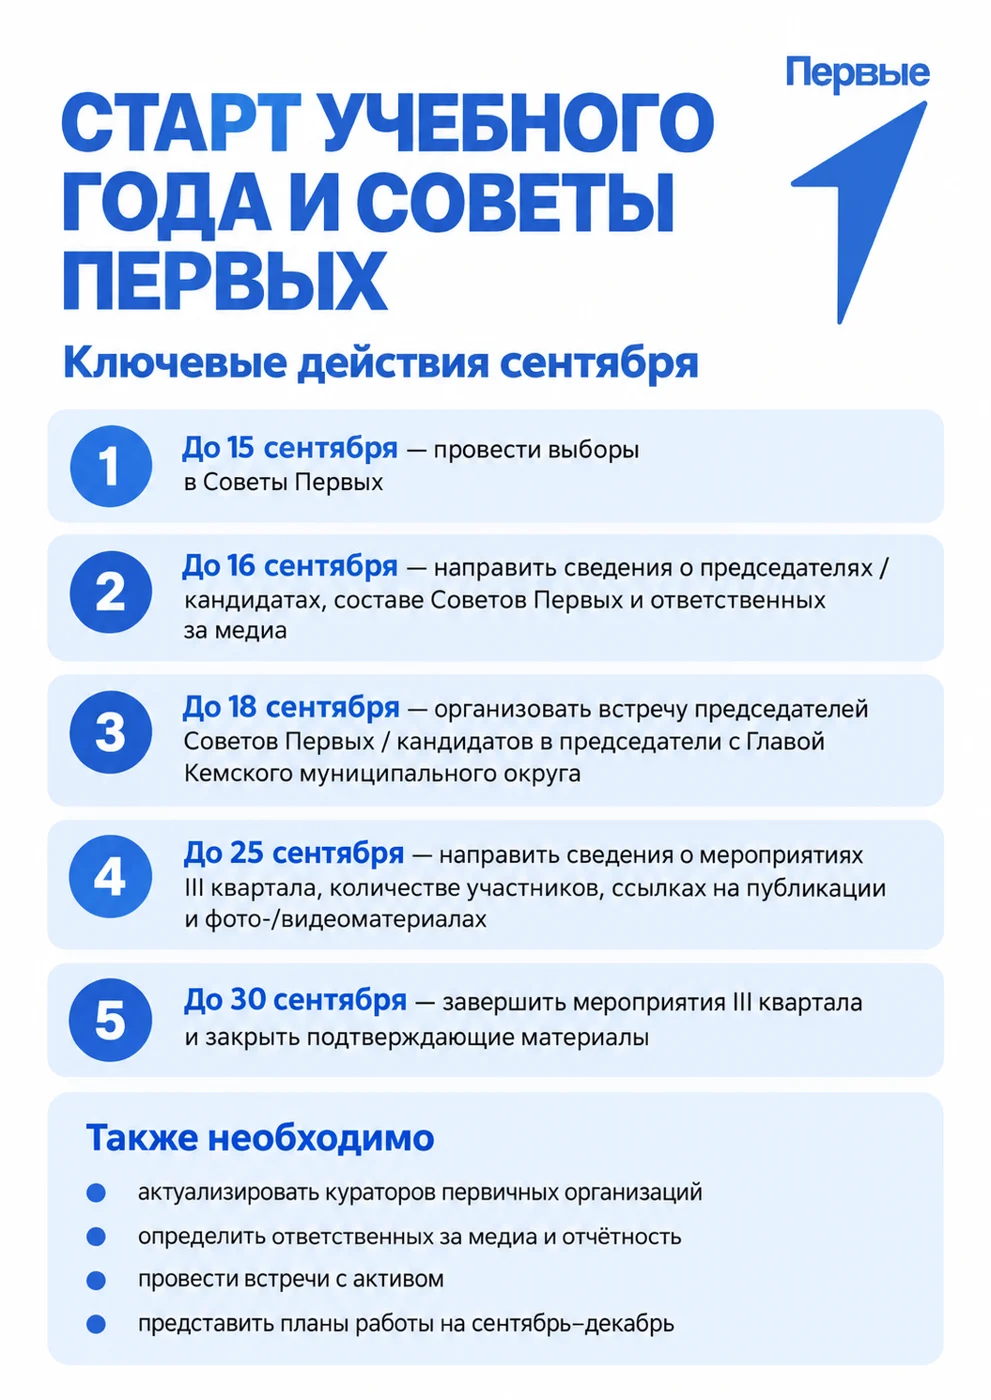 Первые
СТАРТ УЧЕБНОГО
ГОДА И СОВЕТЫ
ПЕРВЫХ
Ключевые действия сентября
1
До 15 сентября — провести выборы
в Советы Первых
2
До 16 сентября — направить сведения о председателях /
кандидатах, составе Советов Первых и ответственных
за медиа
3
До 18 сентября — организовать встречу председателей
Советов Первых / кандидатов в председатели с Главой
Кемского муниципального округа
4
До 25 сентября — направить сведения о мероприятиях
III квартала, количестве участников, ссылках на публикации
и фото-/видеоматериалах
5
До 30 сентября — завершить мероприятия III квартала
и закрыть подтверждающие материалы
Также необходимо
актуализировать кураторов первичных организаций
определить ответственных за медиа и отчётность
провести встречи с активом
представить планы работы на сентябрь–декабрь